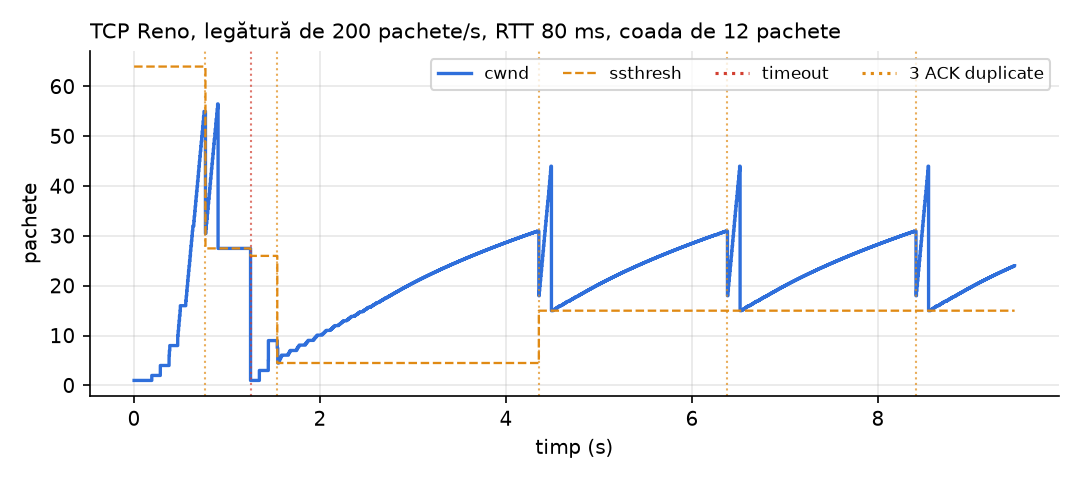 TCP Reno, legătură de 200 pachete/s, RTT 80 ms, coada de 12 pachete
cwnd ssthresh timeout 3 ACK duplicate
60
50
40
30
20
10
0
pachete
0 2 4 6 8
timp (s)